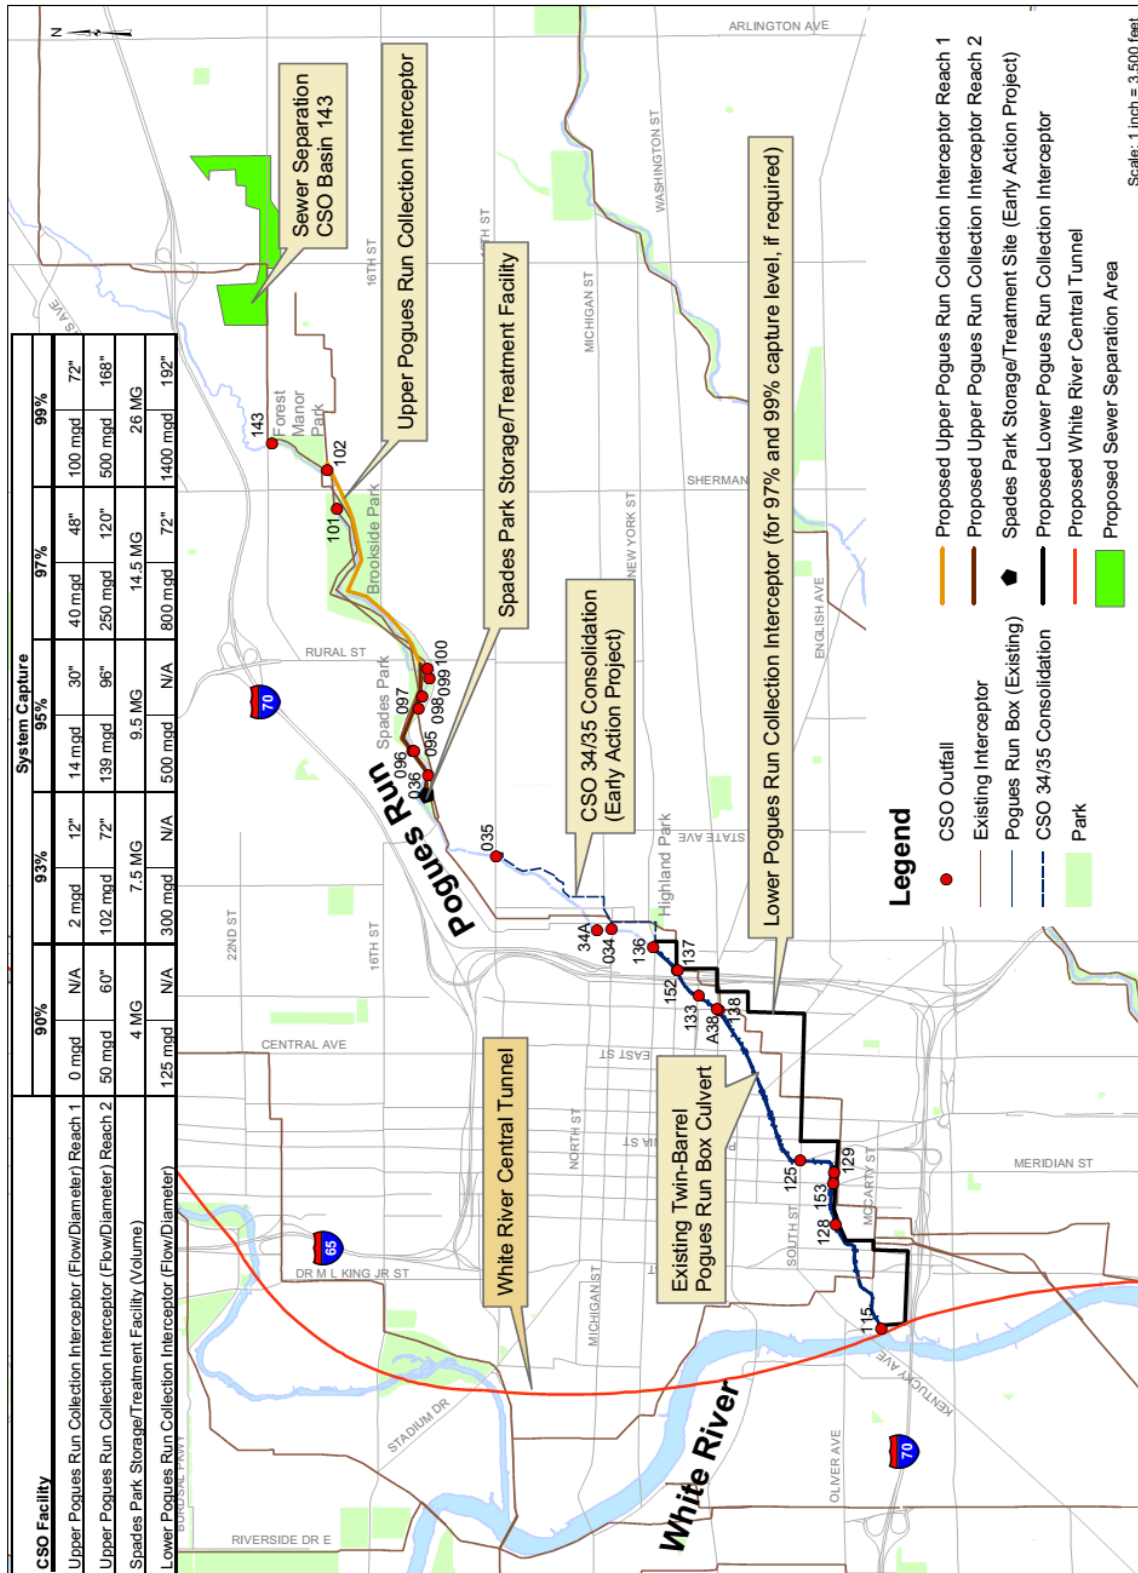 System Capture
CSO Facility 90% 93% 95% 97% 99%
Upper Pogues Run Collection Interceptor (Flow/Diameter) Reach 1 0 mgd N/A 2 mgd 12" 14 mgd 30" 40 mgd 48" 100 mgd 72"
Upper Pogues Run Collection Interceptor (Flow/Diameter) Reach 2 50 mgd 60" 102 mgd 72" 139 mgd 96" 250 mgd 120" 500 mgd 168"
Spades Park Storage/Treatment Facility (Volume) 4 MG 7.5 MG 9.5 MG 14.5 MG 26 MG
Lower Pogues Run Collection Interceptor (Flow/Diameter) 125 mgd N/A 300 mgd N/A 500 mgd N/A 800 mgd 72" 1400 mgd 192"
N
Sewer Separation
CSO Basin 143
Upper Pogues Run Collection Interceptor
Spades Park Storage/Treatment Facility
CSO 34/35 Consolidation
(Early Action Project)
Lower Pogues Run Collection Interceptor (for 97% and 99% capture level, if required)
White River Central Tunnel
Existing Twin-Barrel
Pogues Run Box Culvert
Pogues Run
White River
Forest
Manor
Park
Brookside Park
Spades Park
Highland Park
143
102
101
100
099
098
097
096
095
036
035
34A
034
136
137
152
133
A38
138
125
129
153
128
115
70
65
70
ARLINGTON AVE
WASHINGTON ST
16TH ST
MICHIGAN ST
SHERMAN
NEW YORK ST
ENGLISH AVE
RURAL ST
STATE AVE
22ND ST
16TH ST
CENTRAL AVE
EAST ST
NORTH ST
MERIDIAN ST
MCCARTY ST
SOUTH ST
DR M L KING JR ST
MICHIGAN ST
STADIUM DR
KENTUCKY AVE
OLIVER AVE
RIVERSIDE DR E
Legend
CSO Outfall
Existing Interceptor
Pogues Run Box (Existing)
CSO 34/35 Consolidation
Park
Proposed Upper Pogues Run Collection Interceptor Reach 1
Proposed Upper Pogues Run Collection Interceptor Reach 2
Spades Park Storage/Treatment Site (Early Action Project)
Proposed Lower Pogues Run Collection Interceptor
Proposed White River Central Tunnel
Proposed Sewer Separation Area
Scale: 1 inch = 3,500 feet